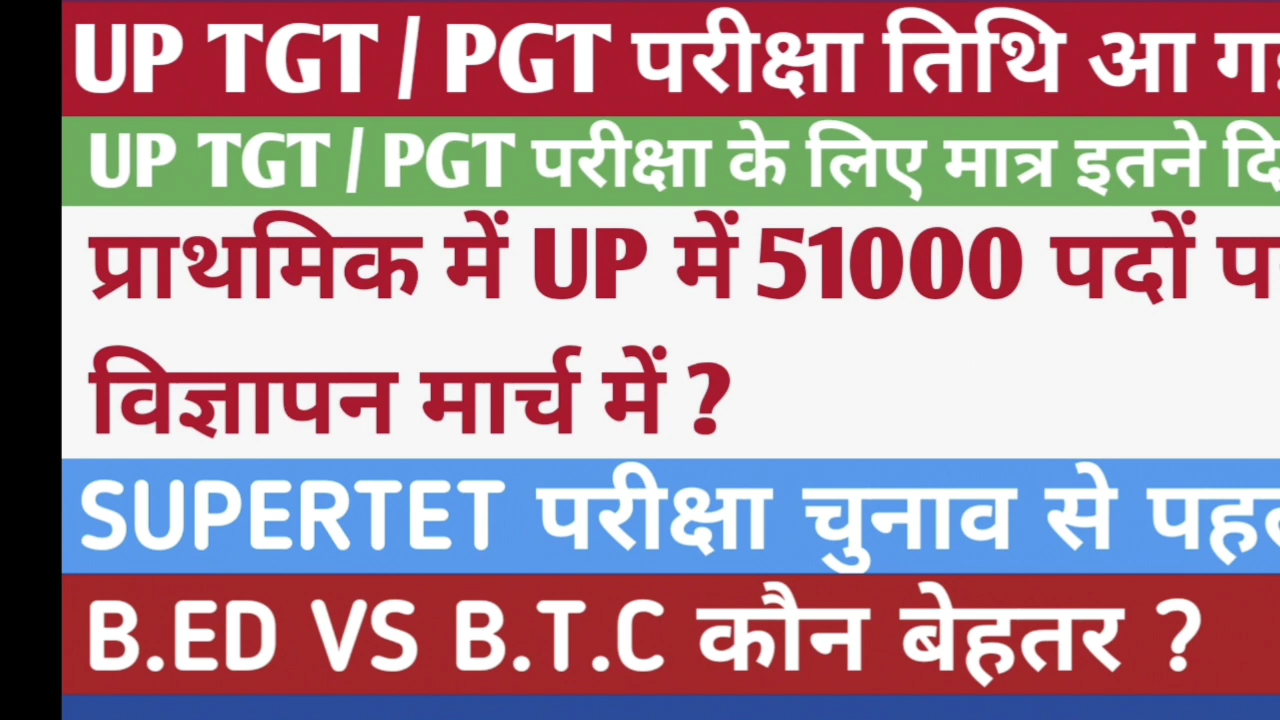 UP TGT / PGT परीक्षा तिथि आ
UP TGT / PGT परीक्षा के लिए मात्र इतने
प्राथमिक में UP में 51000 पदों
विज्ञापन मार्च में ?
SUPERTET परीक्षा चुनाव से
B.ED VS B.T.C कौन बेहतर ?